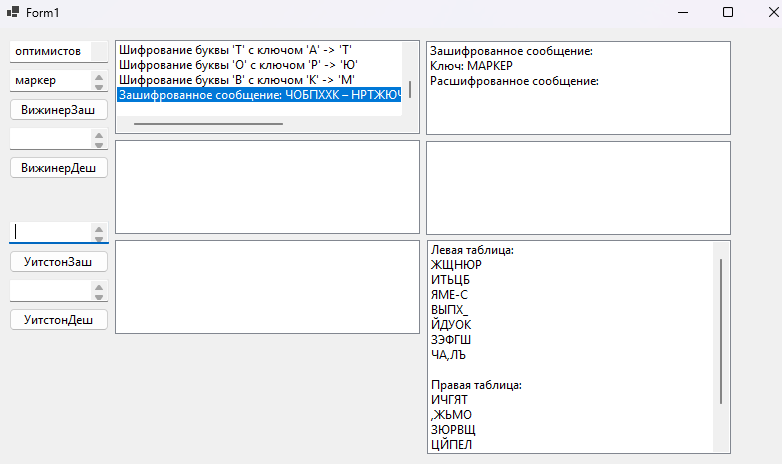 Form1
оптимистов
маркер
ВижинерЗаш
ВижинерДеш
УитстонЗаш
УитстонДеш
Шифрование буквы 'Т' с ключом 'А' -> 'Т'
Шифрование буквы 'О' с ключом 'Р' -> 'Ю'
Шифрование буквы 'В' с ключом 'К' -> 'М'
Зашифрованное сообщение: ЧОБПХХК – НРТЖЮЧ
Зашифрованное сообщение:
Ключ: МАРКЕР
Расшифрованное сообщение:
Левая таблица:
ЖЩНЮР
ИТЬЦБ
ЯМЕ-С
ВЫПХ_
ЙДУОК
ЗЭФГШ
ЧА,ЛЪ
Правая таблица:
ИЧГЯТ
,ЖЬМО
ЗЮРВЩ
ЦЙПЕЛ